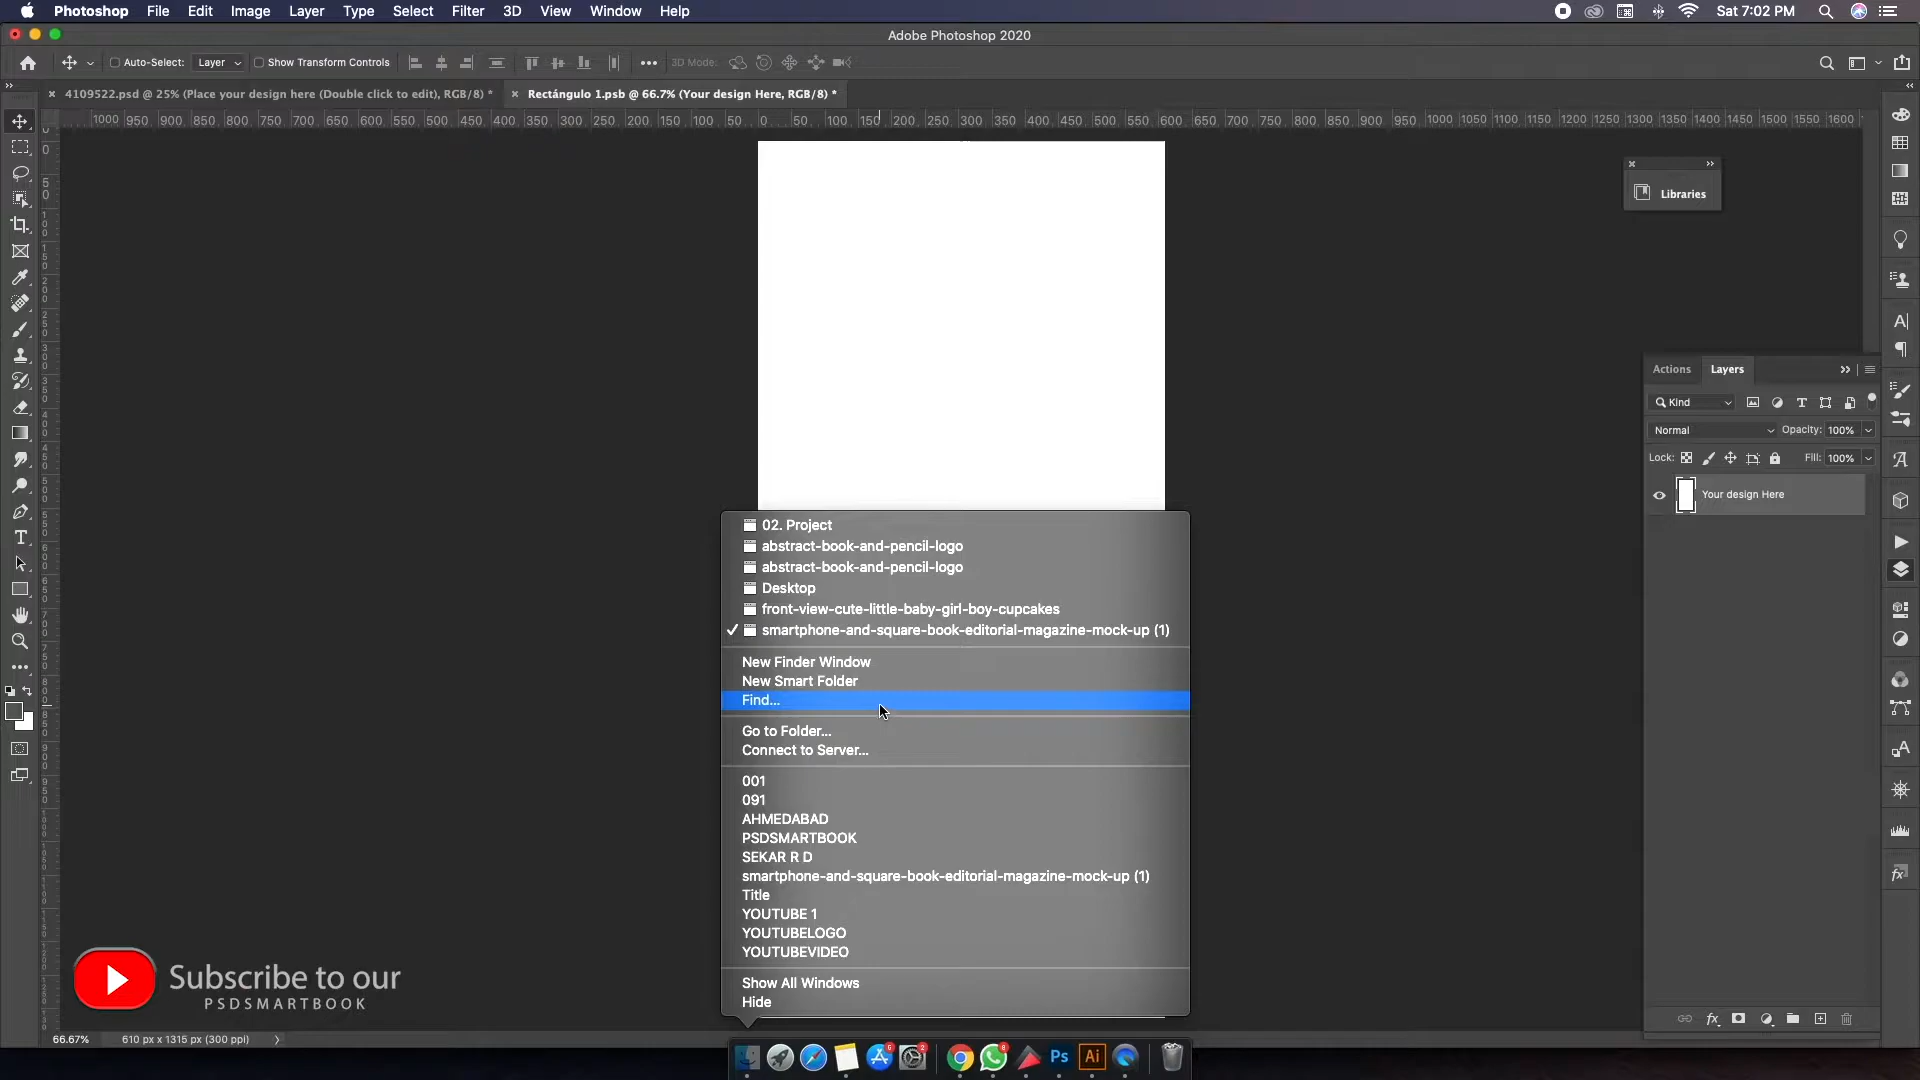 Photoshop File Edit Image Layer Type Select Filter 3D View Window Help Sat 7:02 PM
Adobe Photoshop 2020
Auto-Select: Layer Show Transform Controls 3D Mode:
4109522.psd @ 25% (Place your design here (Double click to edit), RGB/8) * Rectángulo 1.psb @ 66.7% (Your design Here, RGB/8) *
1000 950 900 850 800 750 700 650 600 550 500 450 400 350 300 250 200 150 100 50 0 50 100 150 200 250 300 350 400 450 500 550 600 650 700 750 800 850 900 950 1000 1050 1100 1150 1200 1250 1300 1350 1400 1450 1500 1550 1600
Libraries
Actions Layers
Kind
Normal Opacity: 100%
Lock: Fill: 100%
Your design Here
02. Project
abstract-book-and-pencil-logo
abstract-book-and-pencil-logo
Desktop
front-view-cute-little-baby-girl-boy-cupcakes
smartphone-and-square-book-editorial-magazine-mock-up (1)
New Finder Window
New Smart Folder
Find...
Go to Folder...
Connect to Server...
001
091
AHMEDABAD
PSDSMARTBOOK
SEKAR R D
smartphone-and-square-book-editorial-magazine-mock-up (1)
Title
YOUTUBE 1
YOUTUBELOGO
YOUTUBEVIDEO
Show All Windows
Hide
Subscribe to our
PSDSMARTBOOK
66.67% 610 px x 1315 px (300 ppi)
Ps Ai